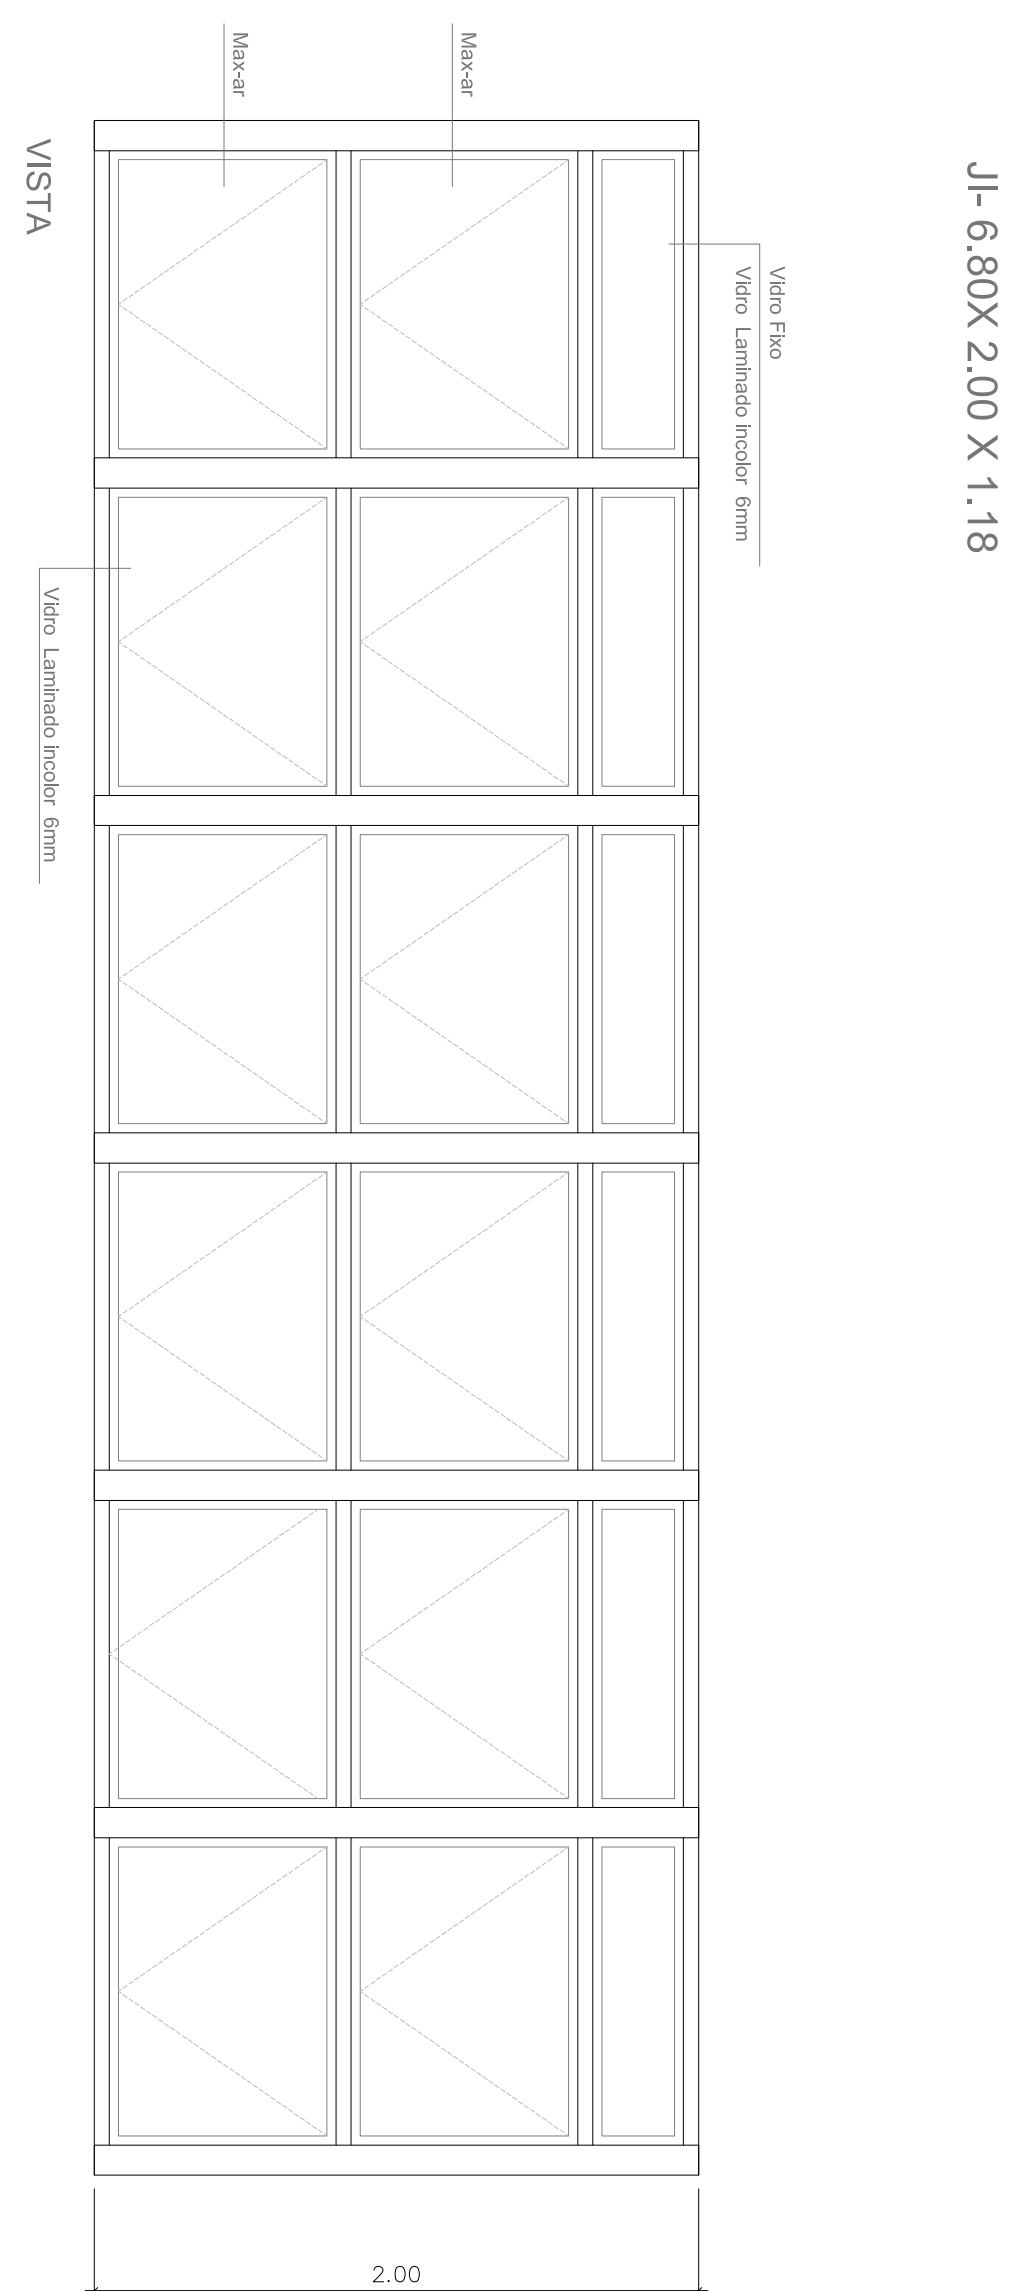 JI- 6.80X 2.00 X 1.18
Vidro Fixo
Vidro Laminado incolor 6mm
Max-ar
Max-ar
Vidro Laminado incolor 6mm
VISTA
2.00